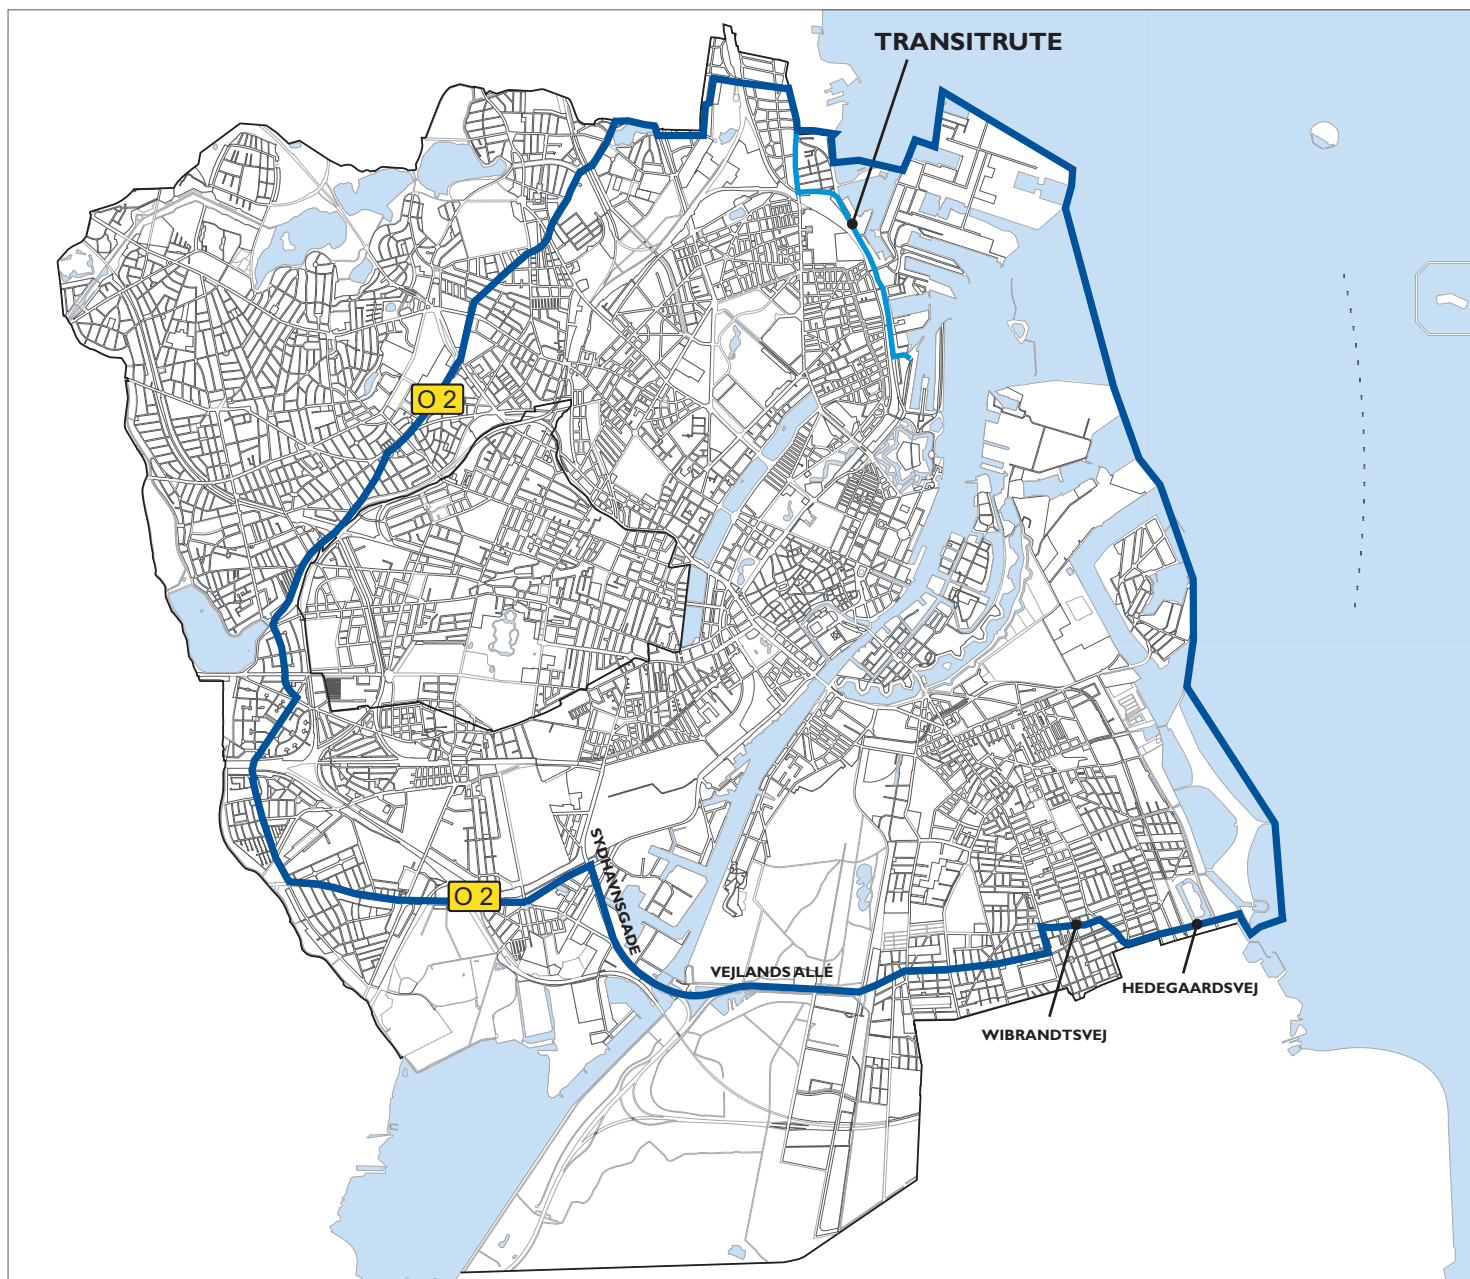 TRANSITRUTE
O 2
O 2
SYDHAVNSGADE
VEJLANDS ALLÉ
HEDEGAARDSVEJ
WIBRANDTSVEJ